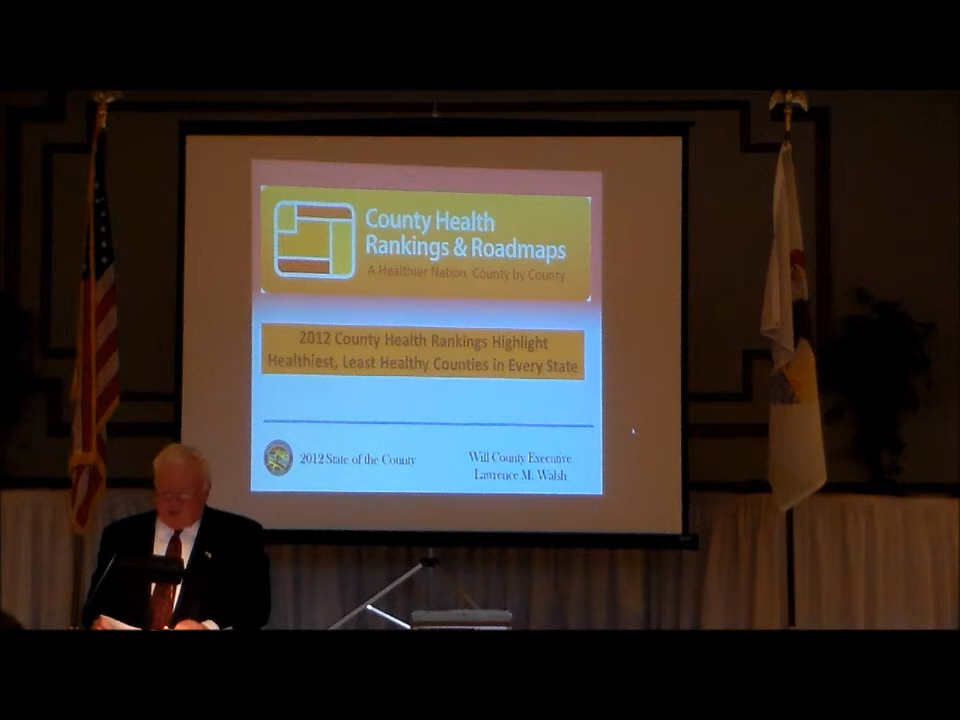 County Health
Rankings & Roadmaps
A Healthier Nation, County by County
2012 County Health Rankings Highlight
Healthiest, Least Healthy Counties in Every State
2012 State of the County
Will County Executive
Lawrence M. Walsh